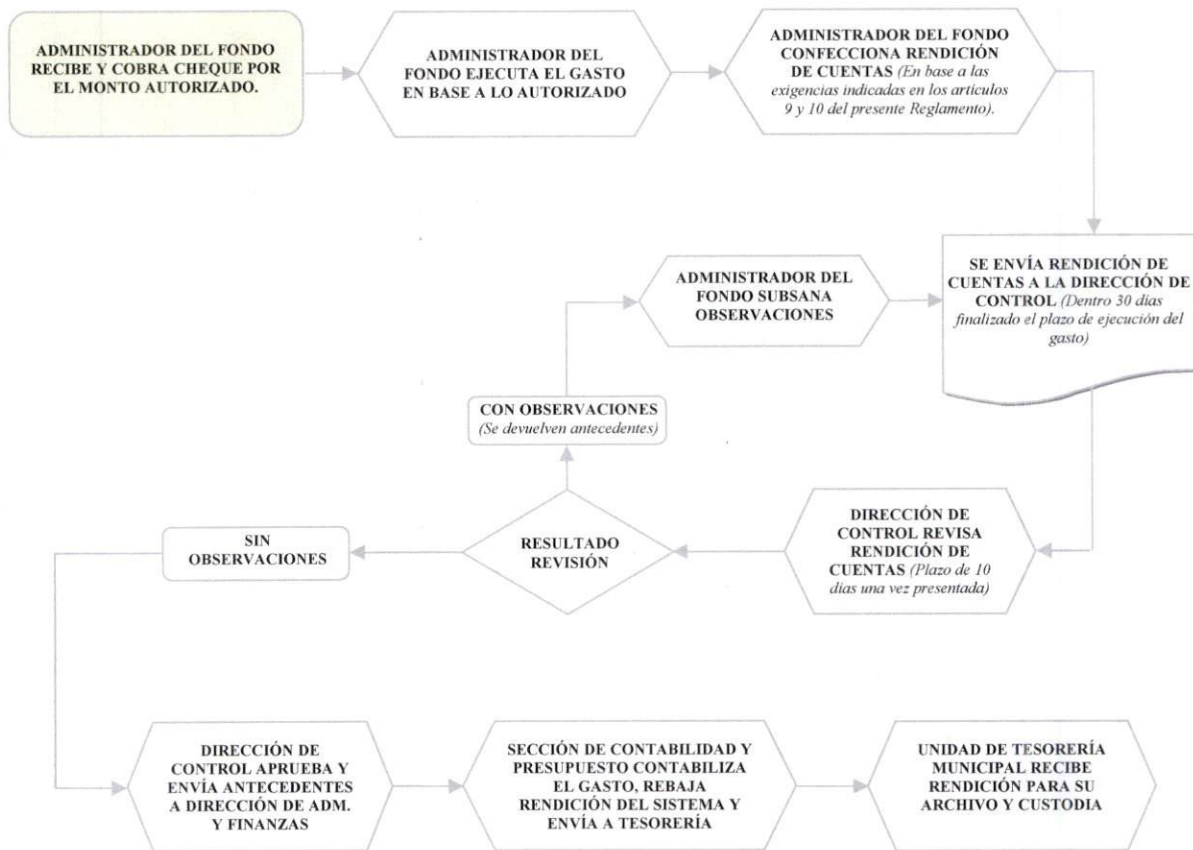 ADMINISTRADOR DEL FONDO
RECIBE Y COBRA CHEQUE POR
EL MONTO AUTORIZADO.
ADMINISTRADOR DEL
FONDO EJECUTA EL GASTO
EN BASE A LO AUTORIZADO
ADMINISTRADOR DEL FONDO
CONFECCIONA RENDICIÓN
DE CUENTAS (En base a las
exigencias indicadas en los artículos
9 y 10 del presente Reglamento).
SE ENVÍA RENDICIÓN DE
CUENTAS A LA DIRECCIÓN DE
CONTROL (Dentro 30 días
finalizado el plazo de ejecución del
gasto)
ADMINISTRADOR DEL
FONDO SUBSANA
OBSERVACIONES
CON OBSERVACIONES
(Se devuelven antecedentes)
DIRECCIÓN DE
CONTROL REVISA
RENDICIÓN DE
CUENTAS (Plazo de 10
días una vez presentada)
RESULTADO
REVISIÓN
SIN
OBSERVACIONES
DIRECCIÓN DE
CONTROL APRUEBA Y
ENVÍA ANTECEDENTES
A DIRECCIÓN DE ADM.
Y FINANZAS
SECCIÓN DE CONTABILIDAD Y
PRESUPUESTO CONTABILIZA
EL GASTO, REBAJA
RENDICIÓN DEL SISTEMA Y
ENVÍA A TESORERÍA
UNIDAD DE TESORERÍA
MUNICIPAL RECIBE
RENDICIÓN PARA SU
ARCHIVO Y CUSTODIA